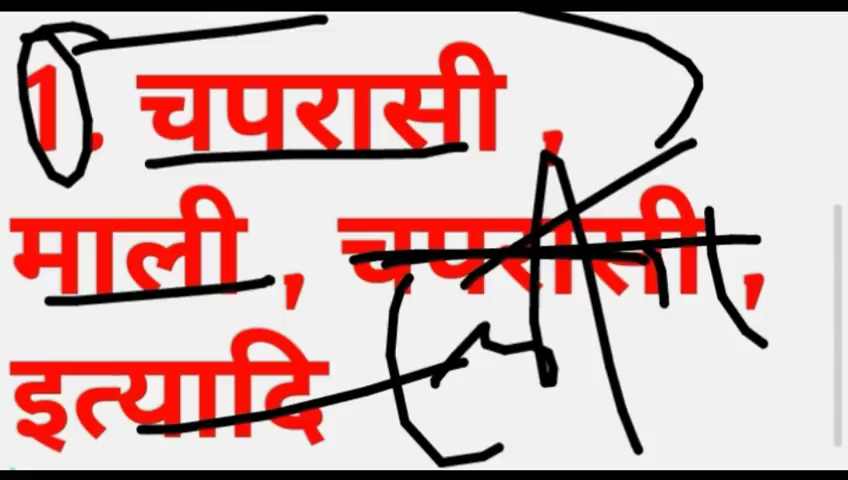 1. चपरासी ,
माली , चपरासी ,
इत्यादि